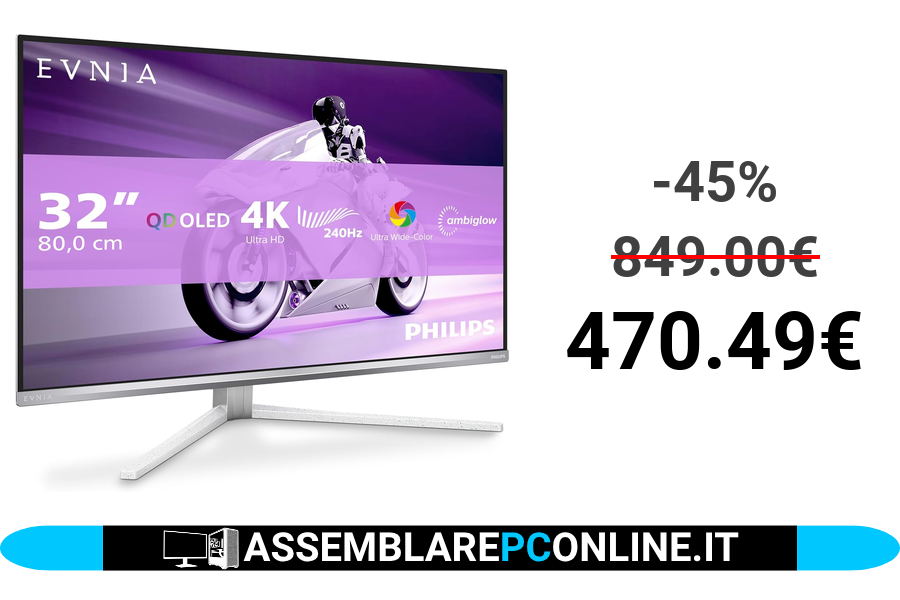 EVNIA
32”
80,0 cm
QD OLED
4K
Ultra HD
240Hz
Ultra Wide-Color
ambiglow
PHILIPS
PHILIPS
EVNIA
-45%
849.00€
470.49€
ASSEMBLAREPCONLINE.IT